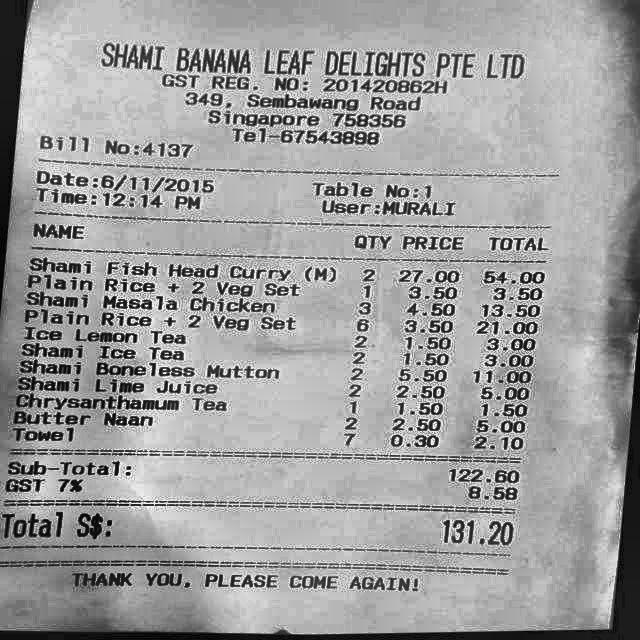 SHAMI BANANA LEAF DELIGHTS PTE LTD
GST REG. NO: 201420862H
349, Sembawang Road
Singapore 758356
Tel-67543898
Bill No:4137
Date:6/11/2015 Table No:1
Time:12:14 PM User:MURALI
NAME QTY PRICE TOTAL
Shami Fish Head Curry (M) 2 27.00 54.00
Plain Rice + 2 Veg Set 1 3.50 3.50
Shami Masala Chicken 3 4.50 13.50
Plain Rice + 2 Veg Set 6 3.50 21.00
Ice Lemon Tea 2 1.50 3.00
Shami Ice Tea 2 1.50 3.00
Shami Boneless Mutton 2 5.50 11.00
Shami Lime Juice 2 2.50 5.00
Chrysanthamum Tea 1 1.50 1.50
Butter Naan 2 2.50 5.00
Towel 7 0.30 2.10
Sub-Total: 122.60
GST 7% 8.58
Total S$: 131.20
THANK YOU, PLEASE COME AGAIN!